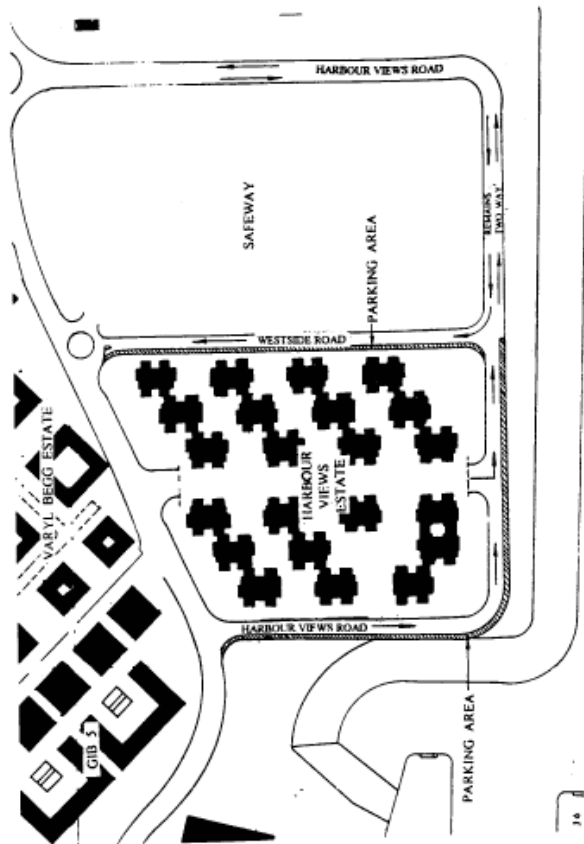 HARBOUR VIEWS ROAD
SAFEWAY
REMAINS
'TWO WAY'
PARKING AREA
WESTSIDE ROAD
VARYL BEGG ESTATE
HARBOUR
VIEWS
ESTATE
HARBOUR VIEWS ROAD
GIB 5
PARKING AREA